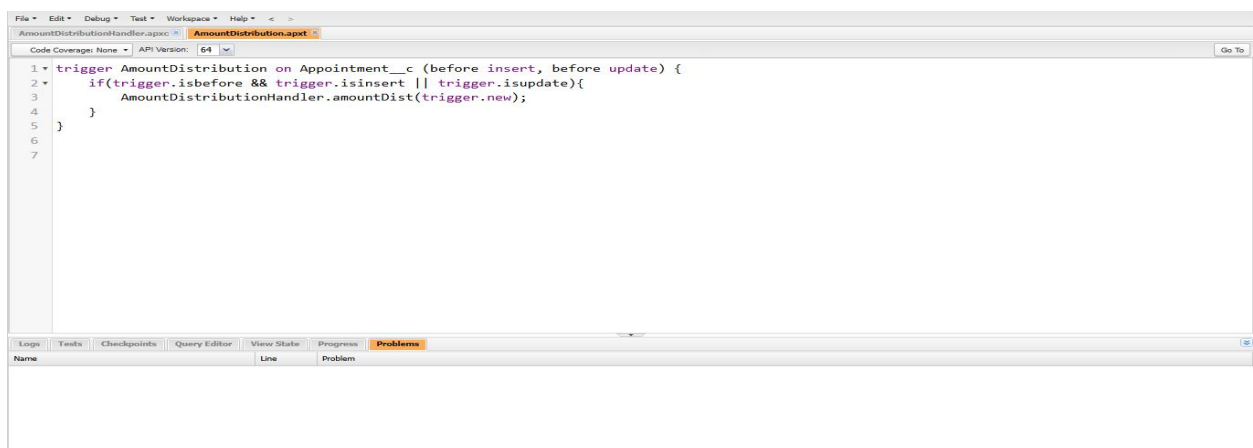 File Edit Debug Test Workspace Help < >
AmountDistributionHandler.apxc AmountDistribution.apxt
Code Coverage: None API Version: 64 Go To
1 trigger AmountDistribution on Appointment__c (before insert, before update) {
2 if(trigger.isbefore && trigger.isinsert || trigger.isupdate){
3 AmountDistributionHandler.amountDist(trigger.new);
4 }
5 }
6
7
Logs Tests Checkpoints Query Editor View State Progress Problems
Name Line Problem